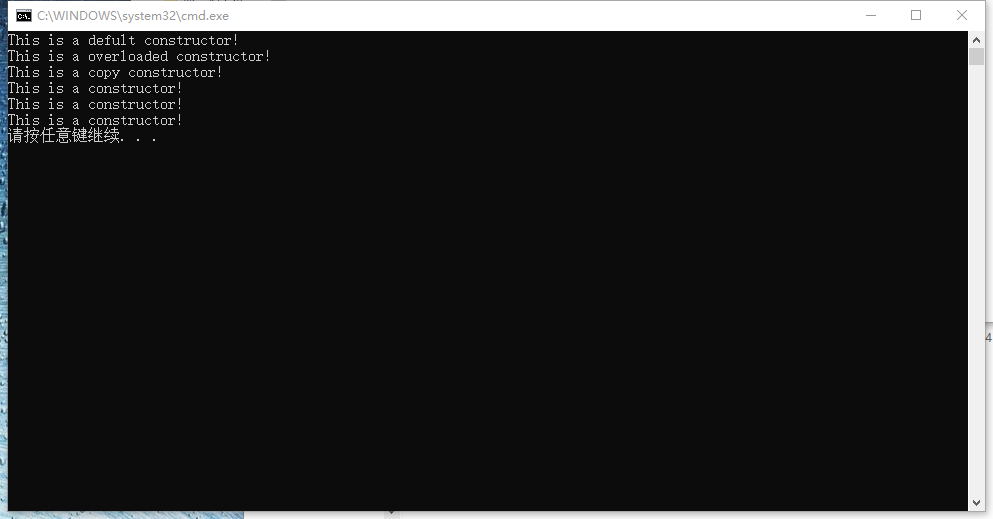 C:\WINDOWS\system32\cmd.exe
This is a defult constructor!
This is a overloaded constructor!
This is a copy constructor!
This is a constructor!
This is a constructor!
This is a constructor!
请按任意键继续. . .
4